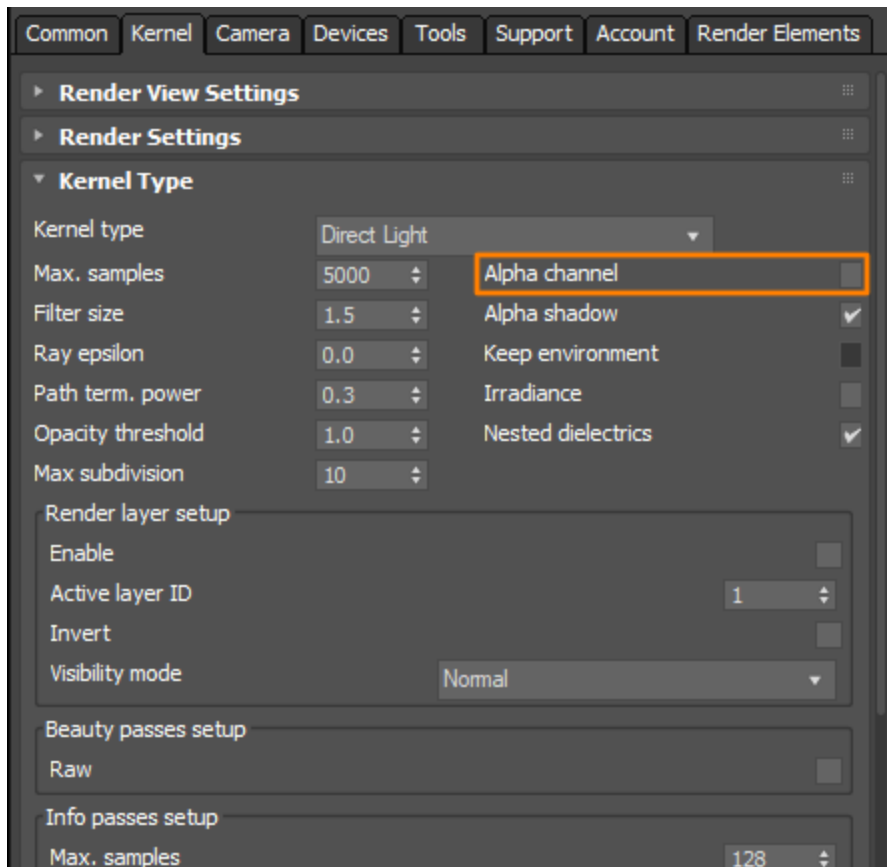 Common Kernel Camera Devices Tools Support Account Render Elements
Render View Settings
Render Settings
Kernel Type
Kernel type Direct Light
Max. samples 5000 Alpha channel
Filter size 1.5 Alpha shadow
Ray epsilon 0.0 Keep environment
Path term. power 0.3 Irradiance
Opacity threshold 1.0 Nested dielectrics
Max subdivision 10
Render layer setup
Enable
Active layer ID 1
Invert
Visibility mode Normal
Beauty passes setup
Raw
Info passes setup
Max. samples 128